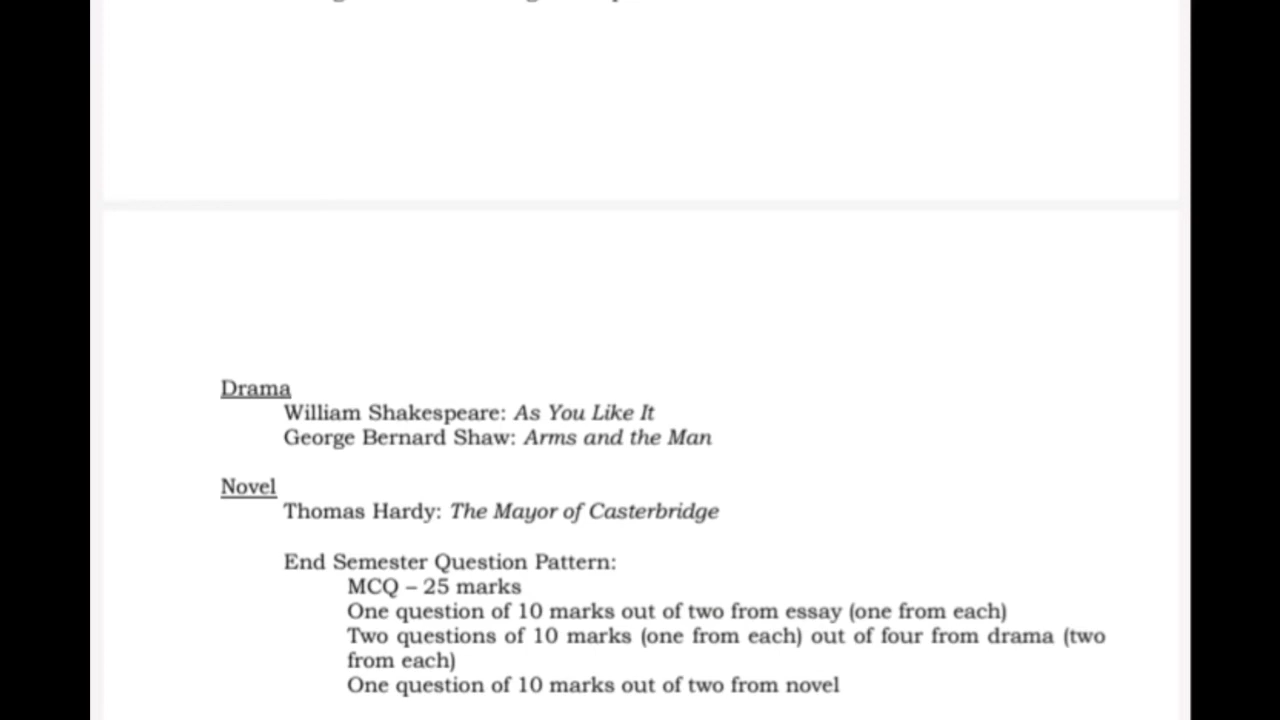 Drama
William Shakespeare: As You Like It
George Bernard Shaw: Arms and the Man
Novel
Thomas Hardy: The Mayor of Casterbridge
End Semester Question Pattern:
MCQ – 25 marks
One question of 10 marks out of two from essay (one from each)
Two questions of 10 marks (one from each) out of four from drama (two
from each)
One question of 10 marks out of two from novel